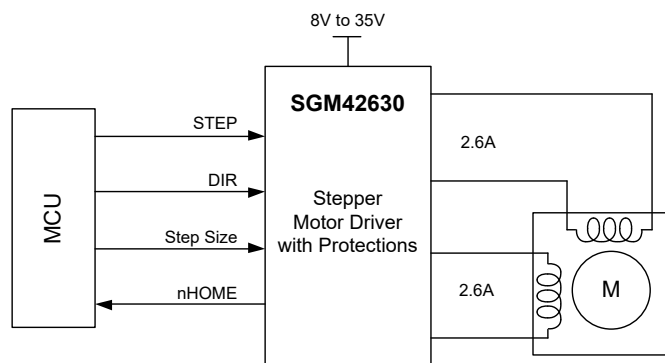 8V to 35V
SGM42630
STEP
2.6A
DIR
MCU
Stepper
Motor Driver
with Protections
Step Size
nHOME
2.6A
M